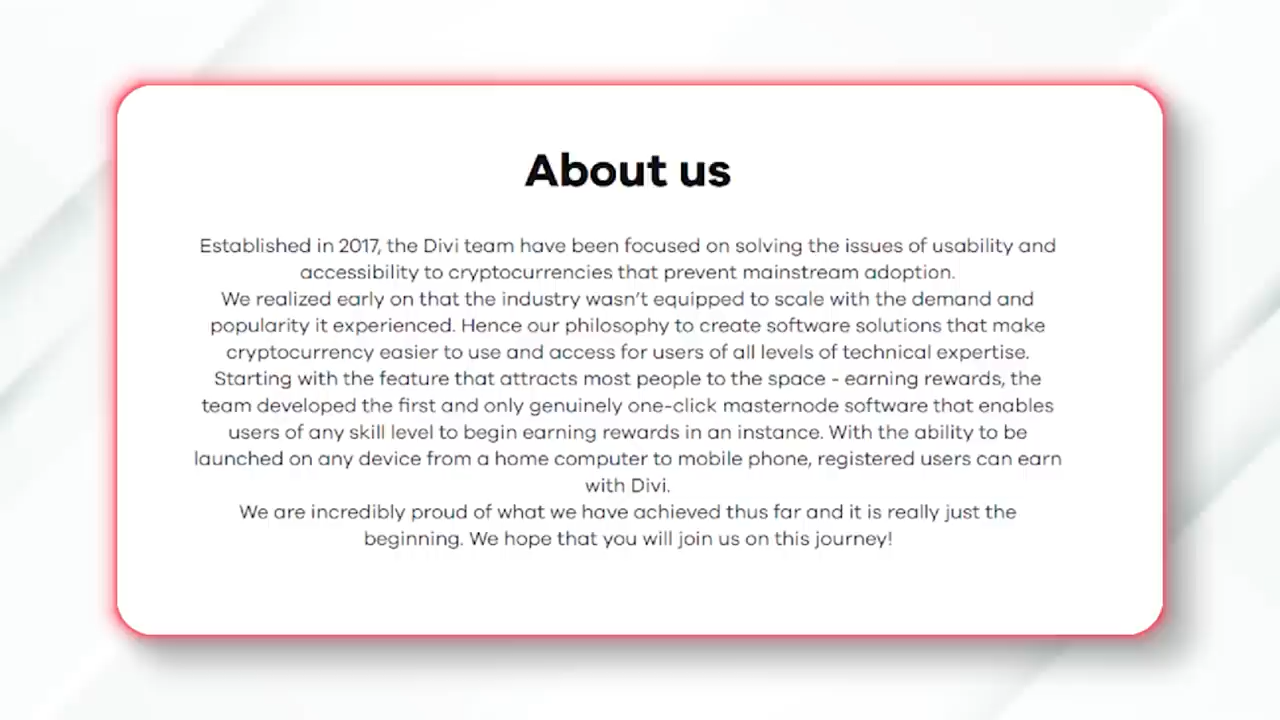 About us
Established in 2017, the Divi team have been focused on solving the issues of usability and
accessibility to cryptocurrencies that prevent mainstream adoption.
We realized early on that the industry wasn't equipped to scale with the demand and
popularity it experienced. Hence our philosophy to create software solutions that make
cryptocurrency easier to use and access for users of all levels of technical expertise.
Starting with the feature that attracts most people to the space - earning rewards, the
team developed the first and only genuinely one-click masternode software that enables
users of any skill level to begin earning rewards in an instance. With the ability to be
launched on any device from a home computer to mobile phone, registered users can earn
with Divi.
We are incredibly proud of what we have achieved thus far and it is really just the
beginning. We hope that you will join us on this journey!